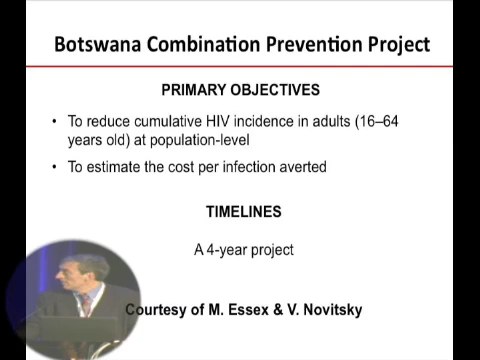 Botswana Combination Prevention Project
PRIMARY OBJECTIVES
• To reduce cumulative HIV incidence in adults (16–64
years old) at population-level
• To estimate the cost per infection averted
TIMELINES
A 4-year project
Courtesy of M. Essex & V. Novitsky